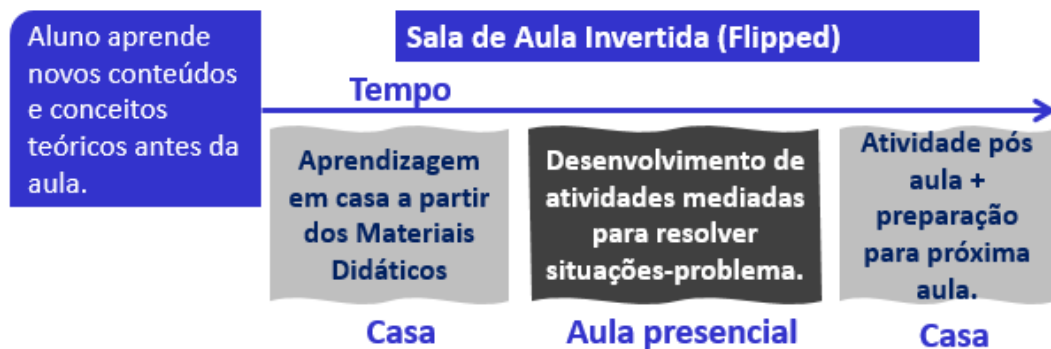 Aluno aprende
novos conteúdos
e conceitos
teóricos antes da
aula.
Sala de Aula Invertida (Flipped)
Tempo
Aprendizagem
em casa a partir
dos Materiais
Didáticos
Desenvolvimento de
atividades mediadas
para resolver
situações-problema.
Atividade pós
aula +
preparação
para próxima
aula.
Casa
Aula presencial
Casa